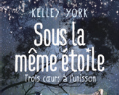 KELLEY YORK
Sous la
même étoile
Trois cœurs à l'unisson